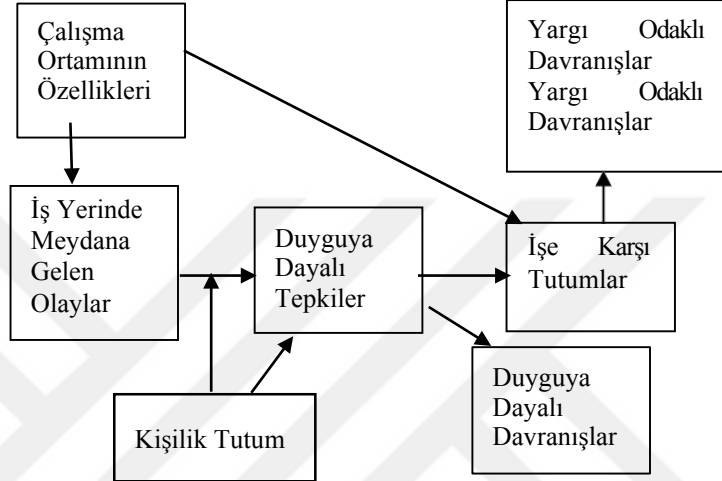 Çalışma
Ortamının
Özellikleri
Yargı Odaklı
Davranışlar
Yargı Odaklı
Davranışlar
İş Yerinde
Meydana
Gelen
Olaylar
Duyguya
Dayalı
Tepkiler
İşe Karşı
Tutumlar
Kişilik Tutum
Duyguya
Dayalı
Davranışlar